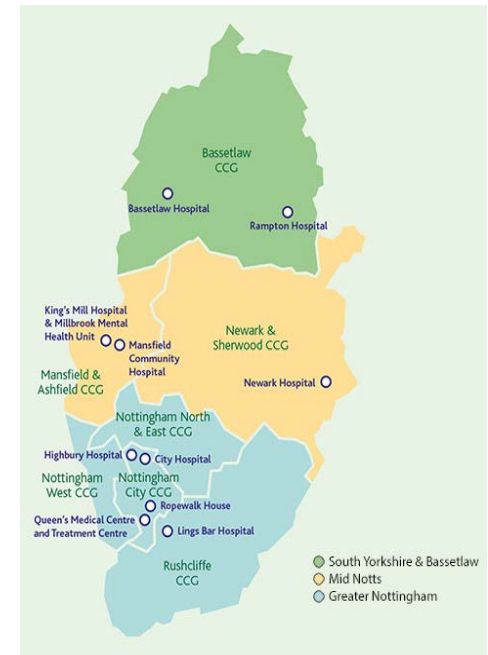 Bassetlaw
CCG
Bassetlaw Hospital
Rampton Hospital
King's Mill Hospital
& Millbrook Mental
Health Unit
Mansfield
Community
Hospital
Newark &
Sherwood CCG
Mansfield &
Ashfield CCG
Newark Hospital
Nottingham North
& East CCG
Highbury Hospital
City Hospital
Nottingham
West CCG
Nottingham
City CCG
Ropewalk House
Queen's Medical Centre
and Treatment Centre
Lings Bar Hospital
Rushcliffe
CCG
South Yorkshire & Bassetlaw
Mid Notts
Greater Nottingham